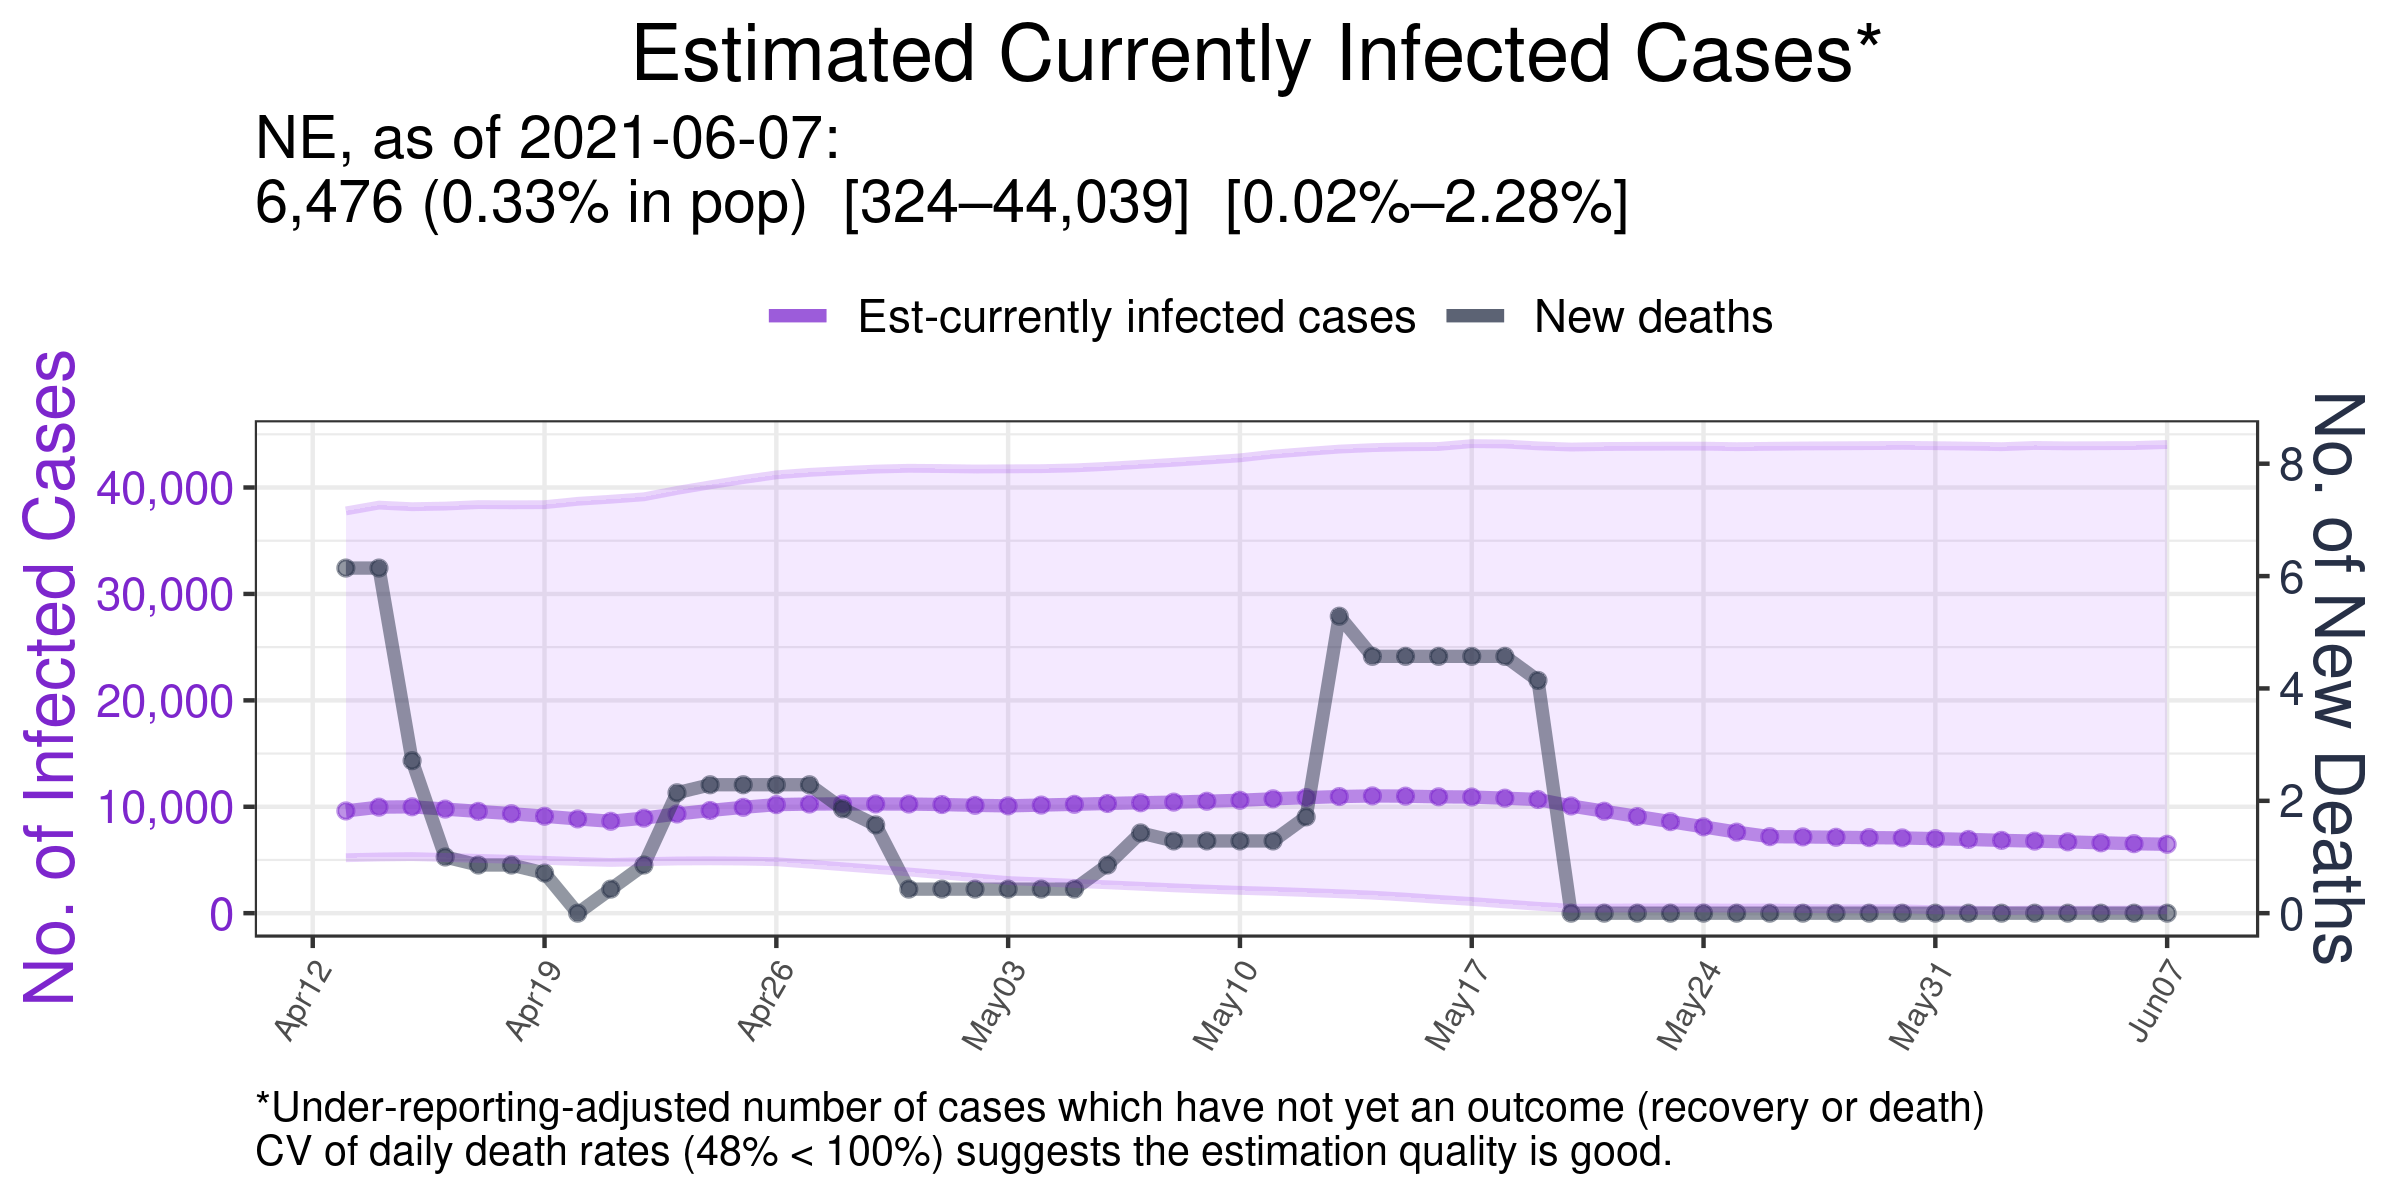 Estimated Currently Infected Cases*
NE, as of 2021-06-07:
6,476 (0.33% in pop) [324–44,039] [0.02%–2.28%]
Est-currently infected cases New deaths
No. of Infected Cases
40,000
30,000
20,000
10,000
0
8
6
4
2
0
No. of New Deaths
Apr12 Apr19 Apr26 May03 May10 May17 May24 May31 Jun07
*Under-reporting-adjusted number of cases which have not yet an outcome (recovery or death)
CV of daily death rates (48% < 100%) suggests the estimation quality is good.